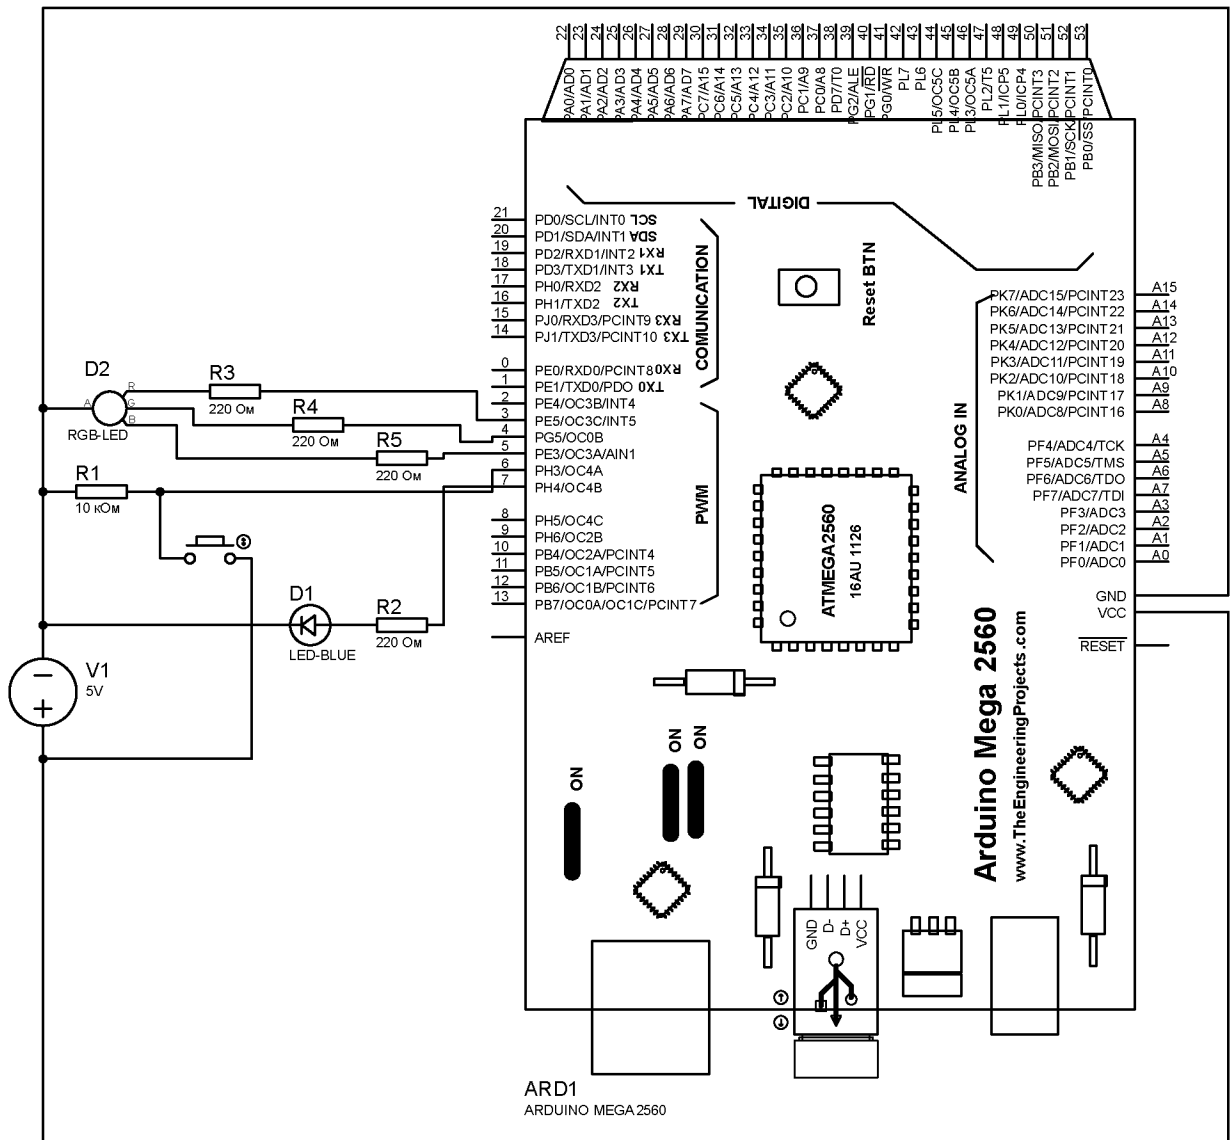 22
23
24
25
26
27
28
29
30
31
32
33
34
35
36
37
38
39
40
41
42
43
44
45
46
47
48
49
50
51
52
53
PA0/AD0
PA1/AD1
PA2/AD2
PA3/AD3
PA4/AD4
PA5/AD5
PA6/AD6
PA7/AD7
PC7/A15
PC6/A14
PC5/A13
PC4/A12
PC3/A11
PC2/A10
PC1/A9
PC0/A8
PD7/T0
PG2/ALE
PG1/RD
PG0/WR
PL7
PL6
PL5/OC5C
PL4/OC5B
PL3/OC5A
PL2/T5
PL1/ICP5
PL0/ICP4
PB3/MISO/PCINT3
PB2/MOSI/PCINT2
PB1/SCK/PCINT1
PB0/SS/PCINT0
DIGITAL
21 PD0/SCL/INT0 SCL
20 PD1/SDA/INT1 SDA
19 PD2/RXD1/INT2 RX1
18 PD3/TXD1/INT3 TX1
17 PH0/RXD2 RX2
16 PH1/TXD2 TX2
15 PJ0/RXD3/PCINT9 RX3
14 PJ1/TXD3/PCINT10 TX3
0 PE0/RXD0/PCINT8 RX0
1 PE1/TXD0/PDO TX0
2 PE4/OC3B/INT4
3 PE5/OC3C/INT5
4 PG5/OC0B
5 PE3/OC3A/AIN1
6 PH3/OC4A
7 PH4/OC4B
8 PH5/OC4C
9 PH6/OC2B
10 PB4/OC2A/PCINT4
11 PB5/OC1A/PCINT5
12 PB6/OC1B/PCINT6
13 PB7/OC0A/OC1C/PCINT7
AREF
COMUNICATION
PWM
Reset BTN
ANALOG IN
PK7/ADC15/PCINT23 A15
PK6/ADC14/PCINT22 A14
PK5/ADC13/PCINT21 A13
PK4/ADC12/PCINT20 A12
PK3/ADC11/PCINT19 A11
PK2/ADC10/PCINT18 A10
PK1/ADC9/PCINT17 A9
PK0/ADC8/PCINT16 A8
PF4/ADC4/TCK A4
PF5/ADC5/TMS A5
PF6/ADC6/TDO A6
PF7/ADC7/TDI A7
PF3/ADC3 A3
PF2/ADC2 A2
PF1/ADC1 A1
PF0/ADC0 A0
GND
VCC
RESET
ATMEGA2560
16AU 1126
Arduino Mega 2560
www.TheEngineeringProjects.com
D2
A
R
G
B
RGB-LED
R3
220 Ом
R4
220 Ом
R5
220 Ом
R1
10 кОм
D1
LED-BLUE
R2
220 Ом
V1
5V
ON
ON
ON
GND
D-
D+
VCC
ARD1
ARDUINO MEGA2560